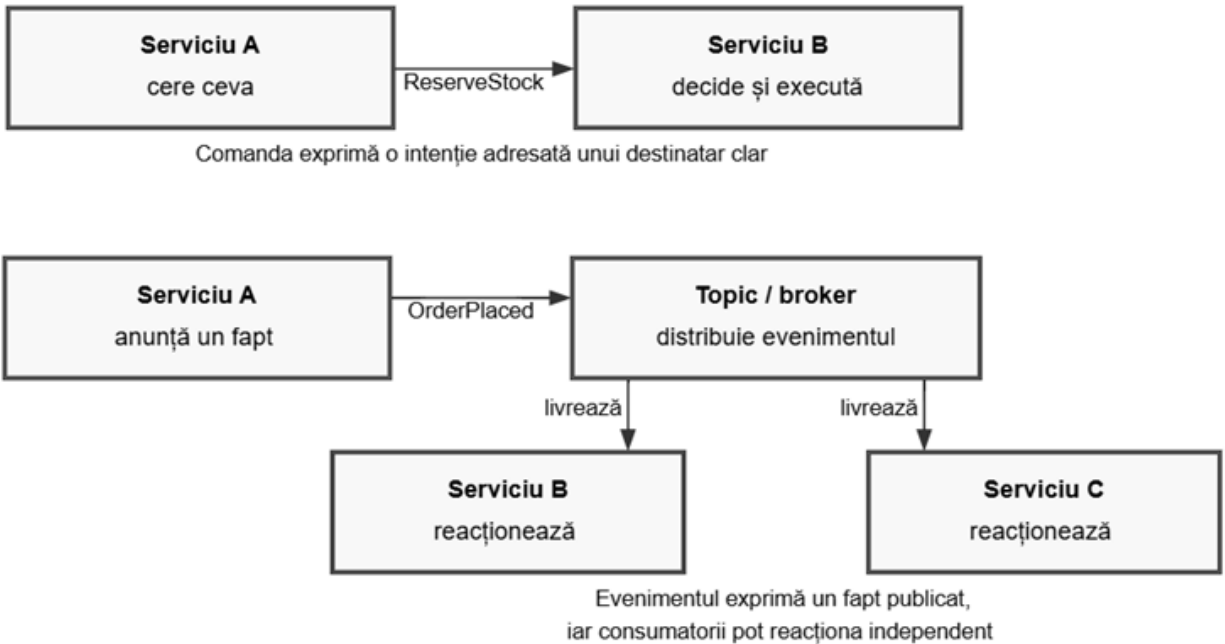 Serviciu A
cere ceva
ReserveStock
Serviciu B
decide și execută
Comanda exprimă o intenție adresată unui destinatar clar
Serviciu A
anunță un fapt
OrderPlaced
Topic / broker
distribuie evenimentul
livrează
livrează
Serviciu B
reacționează
Serviciu C
reacționează
Evenimentul exprimă un fapt publicat,
iar consumatorii pot reacționa independent